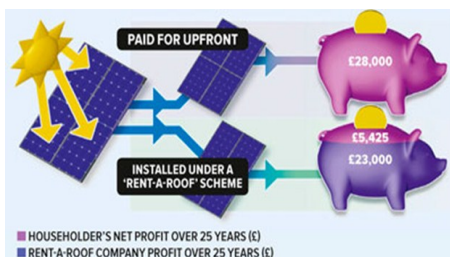 PAID FOR UPFRONT
£28,000
£5,425
£23,000
INSTALLED UNDER A
'RENT-A-ROOF' SCHEME
HOUSEHOLDER'S NET PROFIT OVER 25 YEARS (£)
RENT-A-ROOF COMPANY PROFIT OVER 25 YEARS (£)